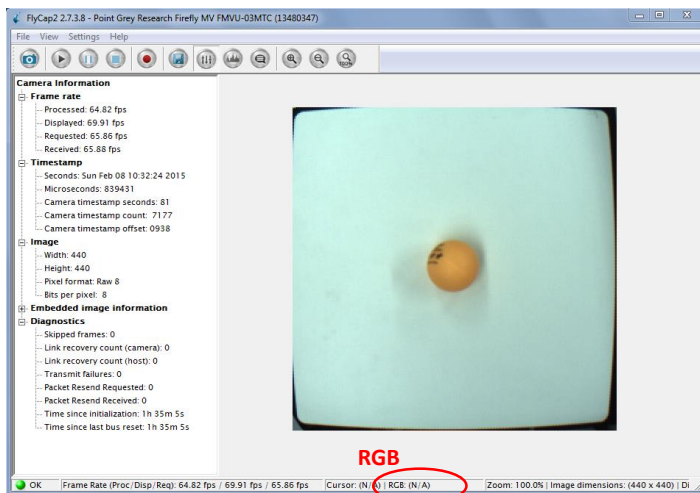 FlyCap2 2.7.3.8 - Point Grey Research Firefly MV FMVU-03MTC (13480347)
File View Settings Help
100%
Camera Information
Frame rate
Processed: 64.82 fps
Displayed: 69.91 fps
Requested: 65.86 fps
Received: 65.88 fps
Timestamp
Seconds: Sun Feb 08 10:32:24 2015
Microseconds: 839431
Camera timestamp seconds: 81
Camera timestamp count: 7177
Camera timestamp offset: 0938
Image
Width: 440
Height: 440
Pixel format: Raw 8
Bits per pixel: 8
Embedded image information
Diagnostics
Skipped frames: 0
Link recovery count (camera): 0
Link recovery count (host): 0
Transmit failures: 0
Packet Resend Requested: 0
Packet Resend Received: 0
Time since initialization: 1h 35m 5s
Time since last bus reset: 1h 35m 5s
RGB
OK Frame Rate (Proc/Disp/Req): 64.82 fps / 69.91 fps / 65.86 fps Cursor: (N/A) | RGB: (N/A) Zoom: 100.0% | Image dimensions: (440 x 440) | Di